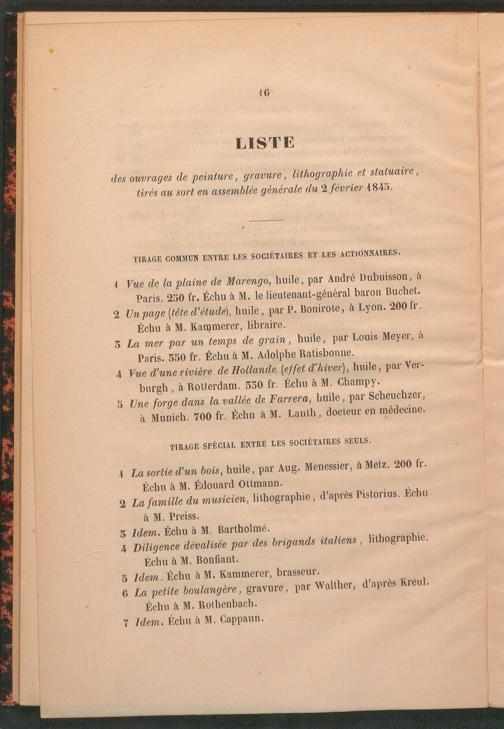 16
LISTE
des ouvrages de peinture, gravure, lithographie et statuaire,
tirés au sort en assemblée générale du 2 février 1845.
TIRAGE COMMUN ENTRE LES SOCIÉTAIRES ET LES ACTIONNAIRES.
1 Vue de la plaine de Marengo, huile, par André Dubuisson, à
Paris. 250 fr. Échu à M. le lieutenant-général baron Buchet.
2 Un page (tête d'étude), huile, par P. Bonirote, à Lyon. 200 fr.
Échu à M. Kammerer, libraire.
3 La mer par un temps de grain, huile, par Louis Meyer, à
Paris. 550 fr. Échu à M. Adolphe Ratisbonne.
4 Vue d'une rivière de Hollande (effet d'hiver), huile, par Ver-
burgh, à Rotterdam. 550 fr. Échu à M. Champy.
5 Une forge dans la vallée de Farrera, huile, par Scheuchzer,
à Munich. 700 fr. Échu à M. Lauth, docteur en médecine.
TIRAGE SPÉCIAL ENTRE LES SOCIÉTAIRES SEULS.
1 La sortie d'un bois, huile, par Aug. Menessier, à Metz. 200 fr.
Échu à M. Édouard Ottmann.
2 La famille du musicien, lithographie, d'après Pistorius. Échu
à M. Preiss.
3 Idem. Échu à M. Bartholmé.
4 Diligence dévalisée par des brigands italiens, lithographie.
Échu à M. Bonfiant.
5 Idem. Échu à M. Kammerer, brasseur.
6 La petite boulangère, gravure, par Walther, d'après Kreul.
Échu à M. Rothenbach.
7 Idem. Échu à M. Cappaun.